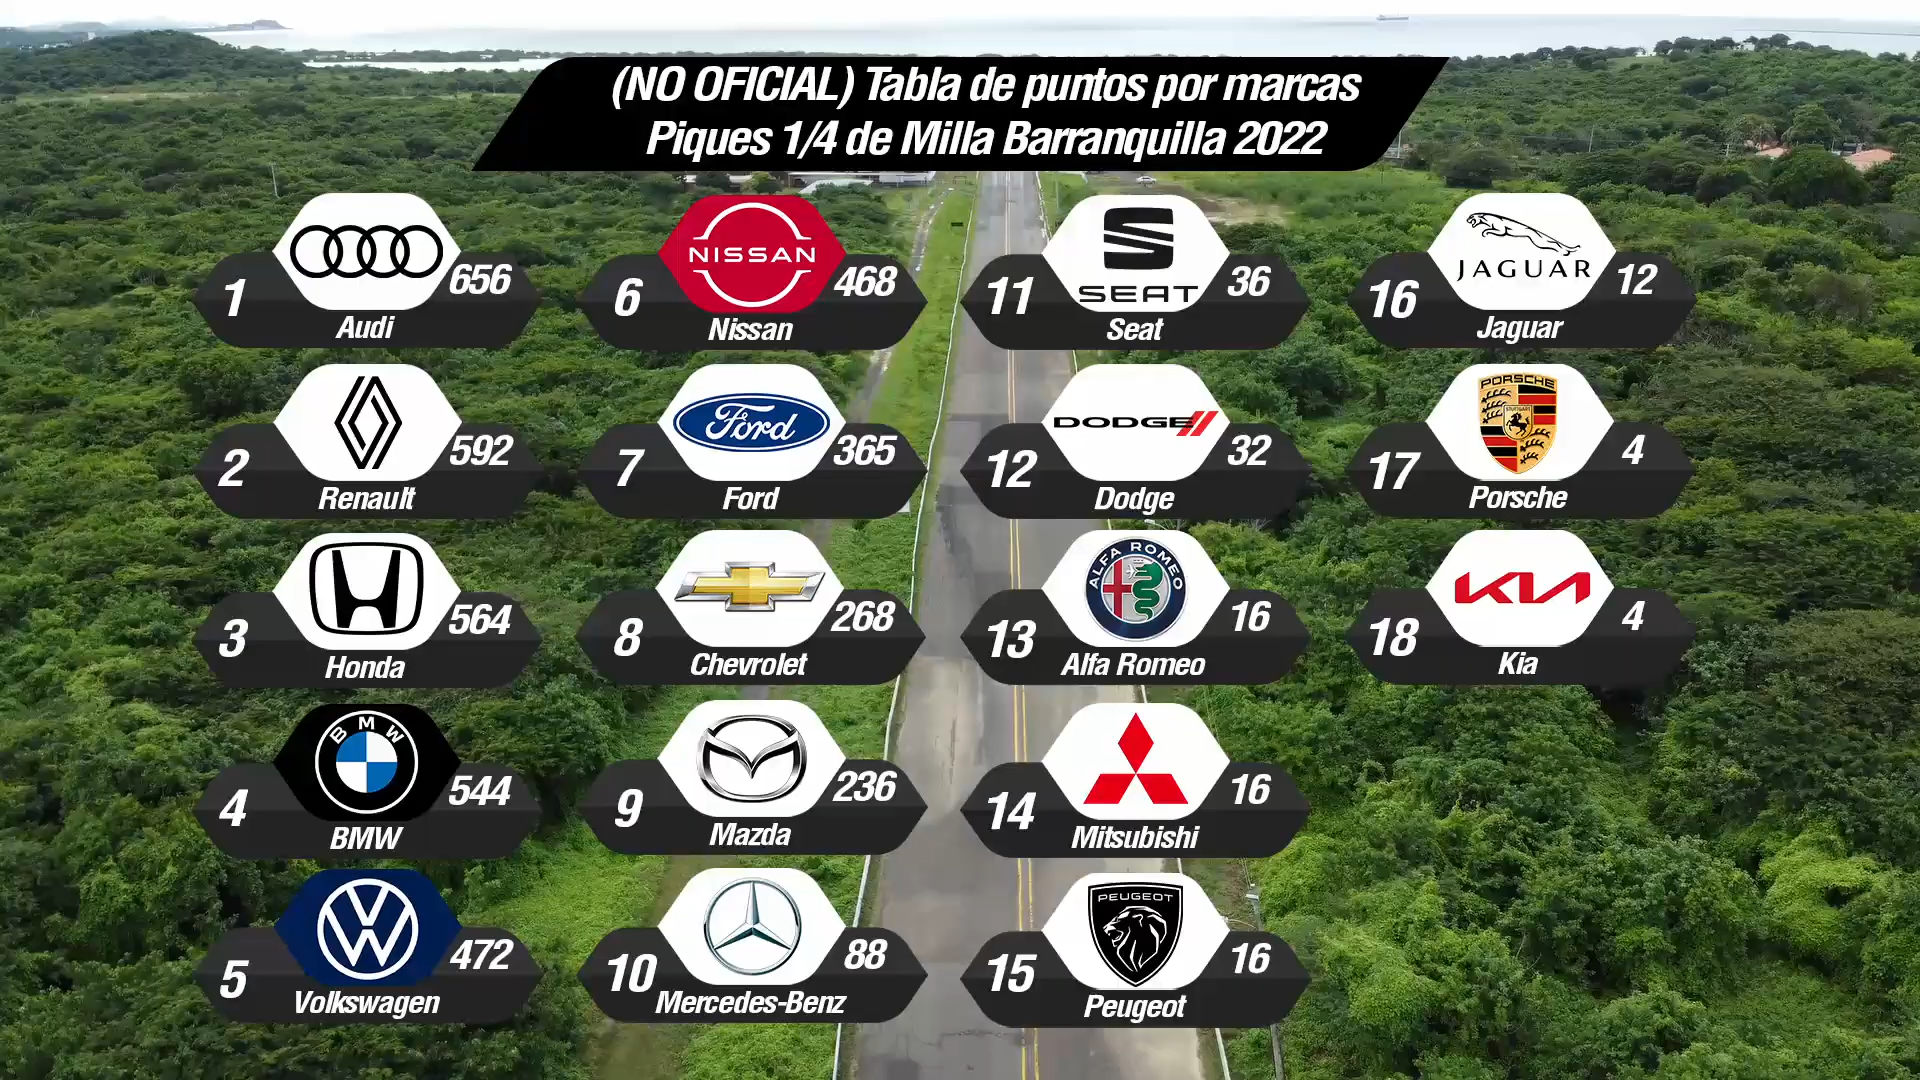 (NO OFICIAL) Tabla de puntos por marcas
Piques 1/4 de Milla Barranquilla 2022
1
656
Audi
2
592
Renault
3
564
Honda
BMW
4
544
BMW
5
472
Volkswagen
NISSAN
6
468
Nissan
Ford
7
365
Ford
8
268
Chevrolet
9
236
Mazda
10
88
Mercedes-Benz
SEAT
11
36
Seat
DODGE
12
32
Dodge
ALFA ROMEO
13
16
Alfa Romeo
14
16
Mitsubishi
PEUGEOT
15
16
Peugeot
JAGUAR
16
12
Jaguar
PORSCHE
STUTTGART
17
4
Porsche
KIA
18
4
Kia